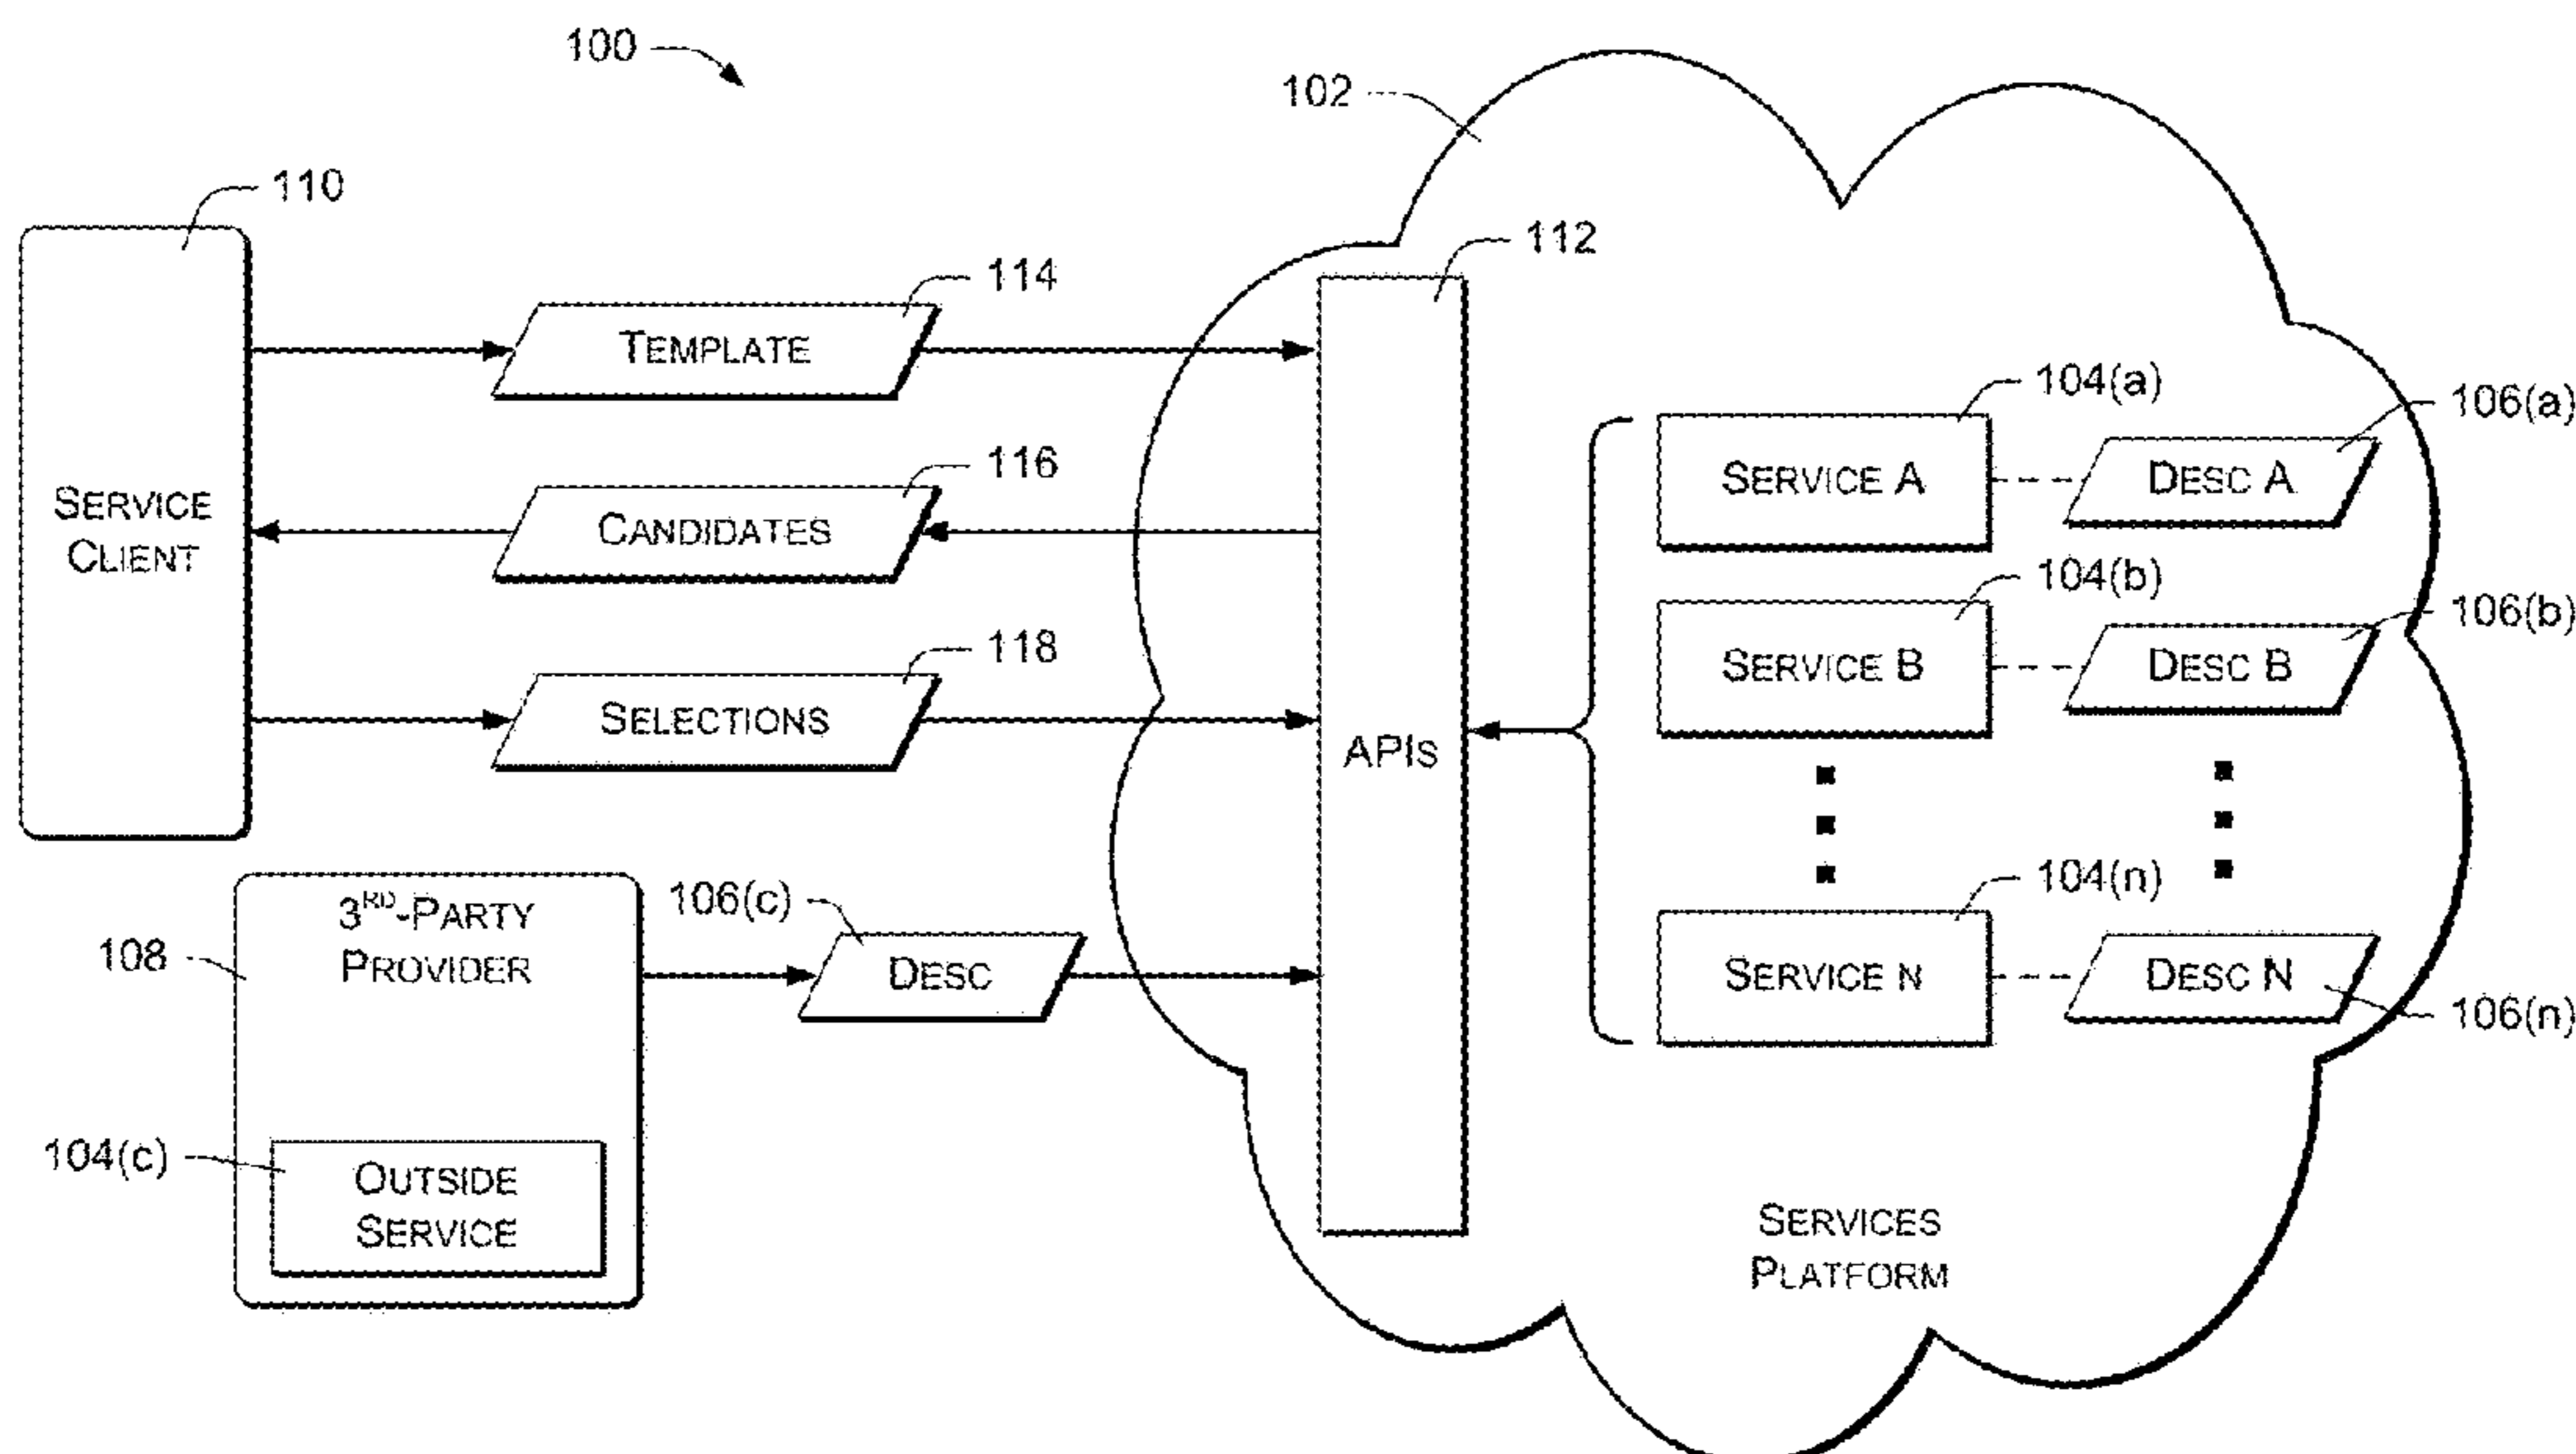 100
102
110
112
114
TEMPLATE
104(a)
106(a)
SERVICE A
DESC A
116
SERVICE
CLIENT
CANDIDATES
104(b)
106(b)
SERVICE B
DESC B
118
SELECTIONS
APIS
104(n)
106(c)
3RD-PARTY
PROVIDER
108
DESC
SERVICE N
DESC N
106(n)
104(c)
OUTSIDE
SERVICE
SERVICES
PLATFORM